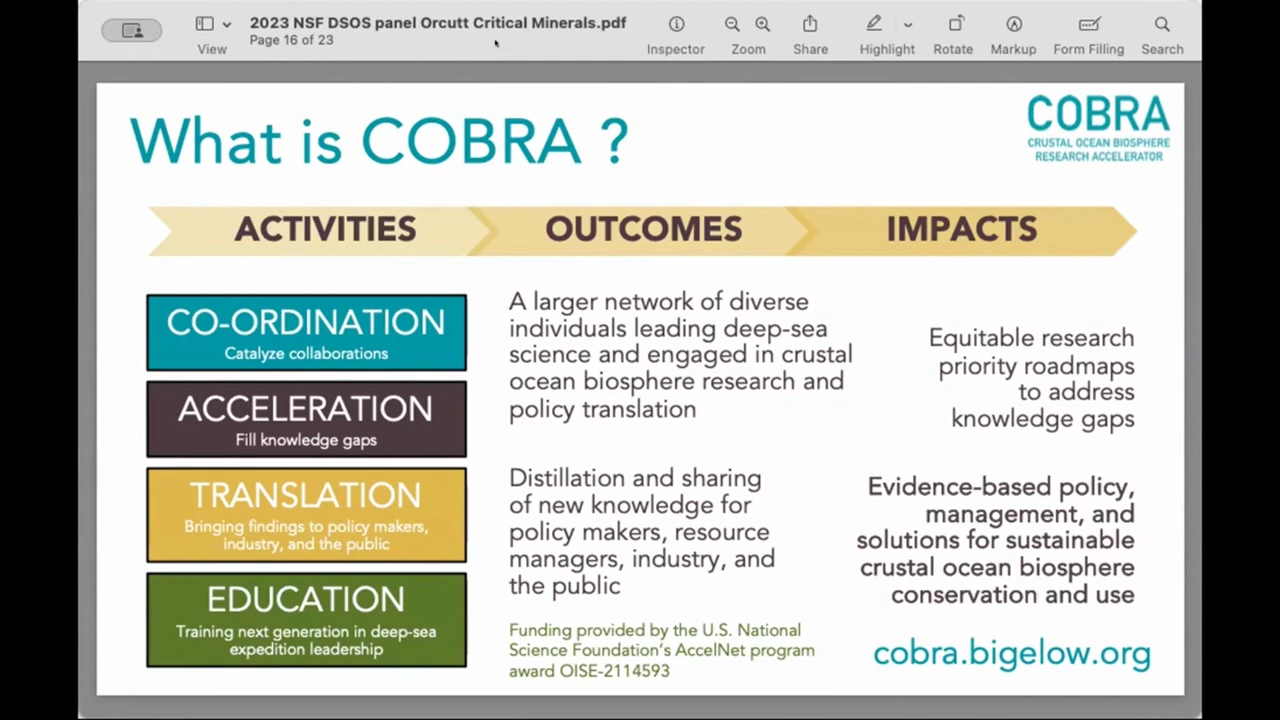 2023 NSF DSOS panel Orcutt Critical Minerals.pdf
Page 16 of 23
View
Inspector
Zoom
Share
Highlight
Rotate
Markup
Form Filling
Search
What is COBRA ?
COBRA
CRUSTAL OCEAN BIOSPHERE
RESEARCH ACCELERATOR
ACTIVITIES
OUTCOMES
IMPACTS
CO-ORDINATION
Catalyze collaborations
ACCELERATION
Fill knowledge gaps
TRANSLATION
Bringing findings to policy makers,
industry, and the public
EDUCATION
Training next generation in deep-sea
expedition leadership
A larger network of diverse
individuals leading deep-sea
science and engaged in crustal
ocean biosphere research and
policy translation
Distillation and sharing
of new knowledge for
policy makers, resource
managers, industry, and
the public
Funding provided by the U.S. National
Science Foundation's AccelNet program
award OISE-2114593
Equitable research
priority roadmaps
to address
knowledge gaps
Evidence-based policy,
management, and
solutions for sustainable
crustal ocean biosphere
conservation and use
cobra.bigelow.org